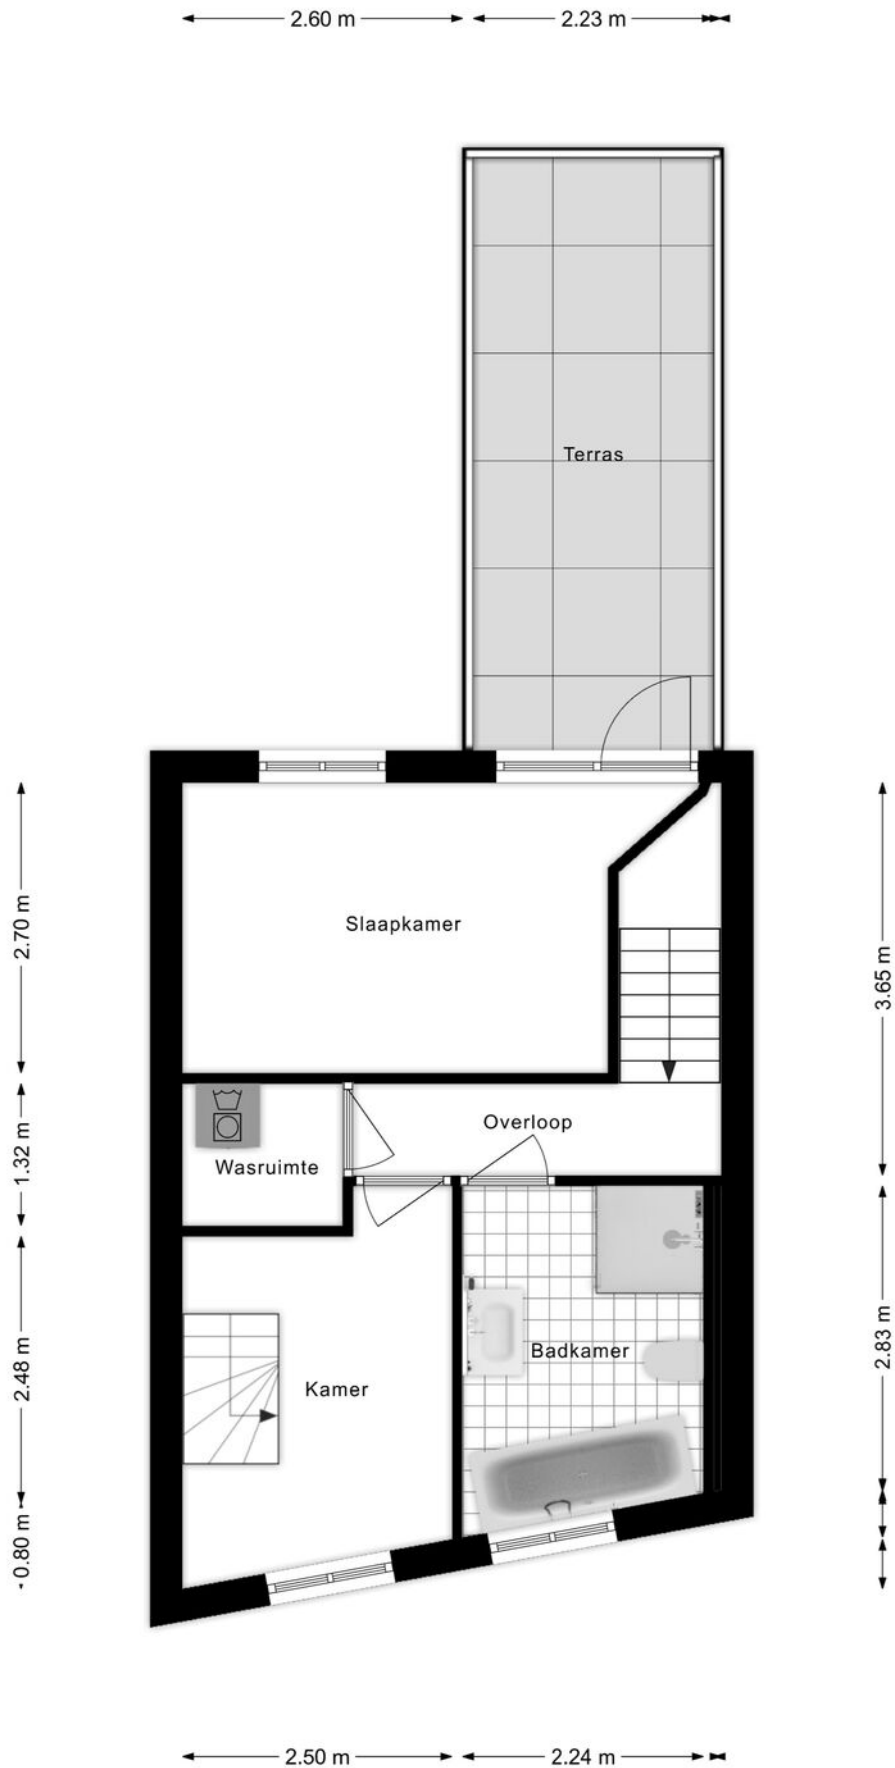 2.60 m
2.23 m
Terras
Slaapkamer
2.70 m
3.65 m
Overloop
1.32 m
Wasruimte
Badkamer
2.83 m
Kamer
2.48 m
0.80 m
2.50 m
2.24 m